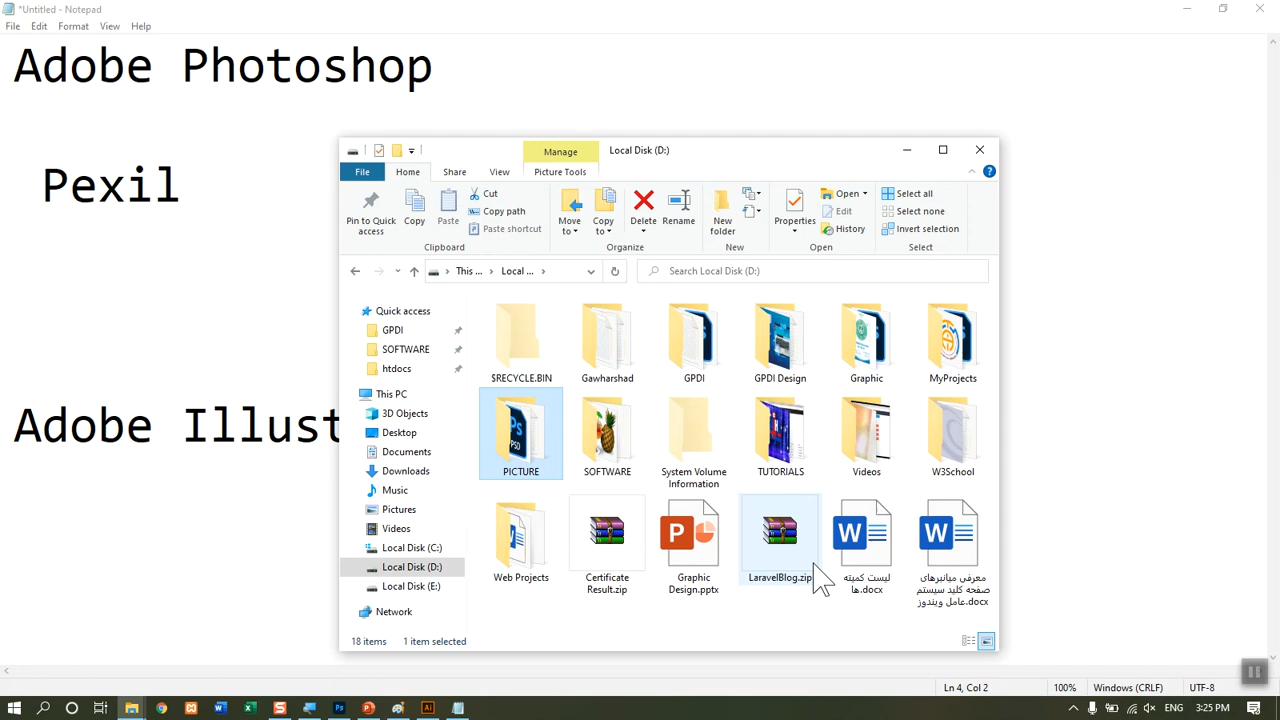 *Untitled - Notepad
File Edit Format View Help
Adobe Photoshop
Pexil
Adobe Illust
Manage Local Disk (D:)
File Home Share View Picture Tools
Pin to Quick access
Copy
Paste
Cut
Copy path
Paste shortcut
Move to
Copy to
Delete
Rename
New folder
Properties
Open
Edit
History
Select all
Select none
Invert selection
Clipboard Organize New Open Select
This ... Local ... Search Local Disk (D:)
Quick access
GPDI
SOFTWARE
htdocs
This PC
3D Objects
Desktop
Documents
Downloads
Music
Pictures
Videos
Local Disk (C:)
Local Disk (D:)
Local Disk (E:)
Network
$RECYCLE.BIN Gawharshad GPDI GPDI Design Graphic MyProjects
PSD
PICTURE SOFTWARE System Volume Information TUTORIALS Videos W3School
Web Projects
Certificate Result.zip
Graphic Design.pptx
LaravelBlog.zip
لیست کمیته
ها.docx
معرفی میانبرهای
صفحه کلید سیستم
عامل ویندوز.docx
18 items 1 item selected
Ln 4, Col 2 100% Windows (CRLF) UTF-8
ENG 3:25 PM